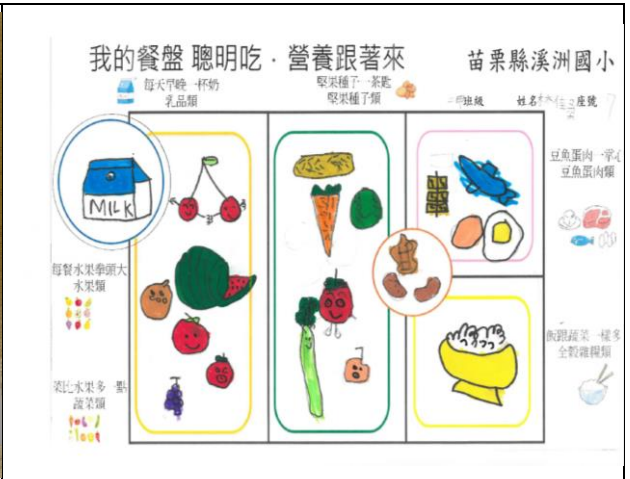 我的餐盤 聰明吃‧營養跟著來
苗栗縣溪洲國小
每天早晚一杯奶
乳品類
堅果種子一茶匙
堅果種子類
班級 姓名 座號 7
豆魚蛋肉一掌心
豆魚蛋肉類
MILK
每餐水果拳頭大
水果類
菜比水果多一點
蔬菜類
飯跟蔬菜一樣多
全穀雜糧類